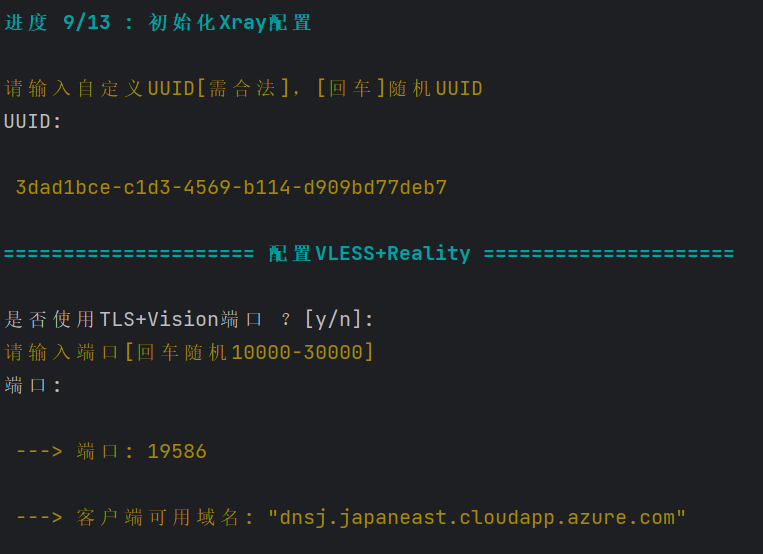 进度 9/13 : 初始化Xray配置
请输入自定义UUID[需合法]，[回车]随机UUID
UUID:
3dad1bce-c1d3-4569-b114-d909bd77deb7
===================== 配置VLESS+Reality =====================
是否使用TLS+Vision端口 ？[y/n]:
请输入端口[回车随机10000-30000]
端口:
---> 端口: 19586
---> 客户端可用域名: "dnsj.japaneast.cloudapp.azure.com"